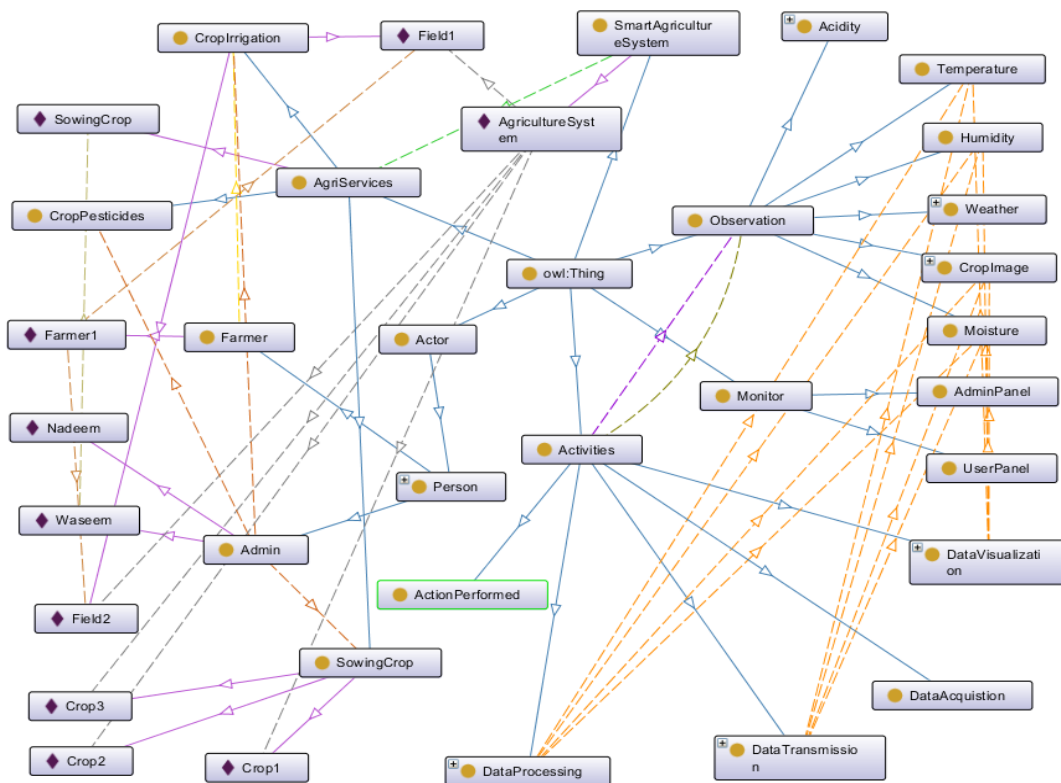 SmartAgricultur
eSystem
Acidity
CropIrrigation
Field1
Temperature
SowingCrop
AgricultureSyst
em
Humidity
AgriServices
CropPesticides
Observation
Weather
owl:Thing
CropImage
Farmer1
Farmer
Actor
Moisture
Monitor
AdminPanel
Nadeem
Activities
UserPanel
Person
Waseem
Admin
DataVisualizati
on
ActionPerformed
Field2
SowingCrop
DataAcquistion
Crop3
Crop2
Crop1
DataProcessing
DataTransmissio
n